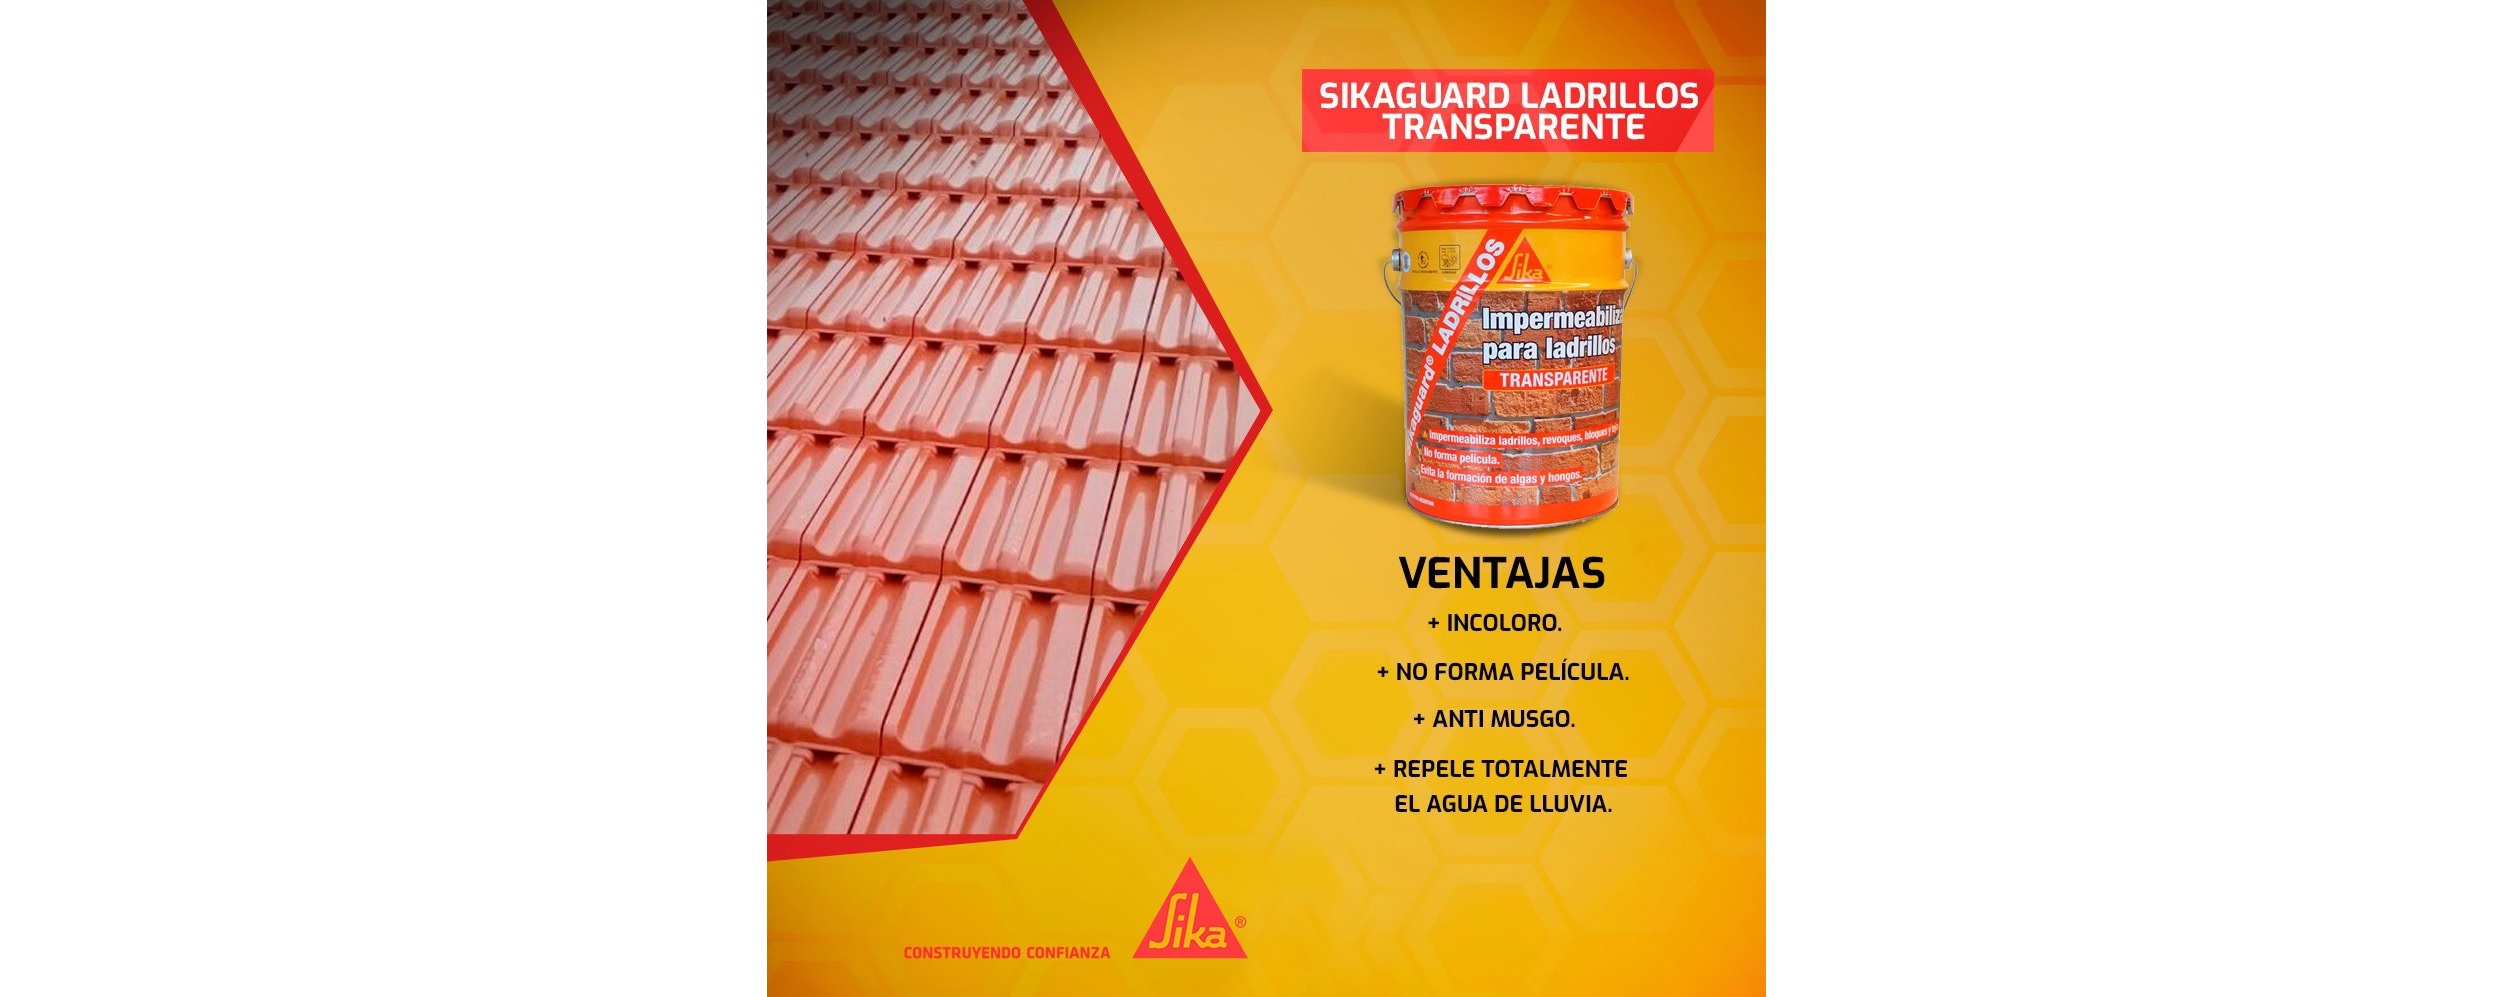 SIKAGUARD LADRILLOS
TRANSPARENTE
Sika
Sikaguard® LADRILLOS
para ladrillos
TRANSPARENTE
Impermeabiliza ladrillos, revoques, bloques y
No forma película.
Evita la formación de algas y hongos.
VENTAJAS
+ INCOLORO.
+ NO FORMA PELÍCULA.
+ ANTI MUSGO.
+ REPELE TOTALMENTE
EL AGUA DE LLUVIA.
CONSTRUYENDO CONFIANZA
Sika®